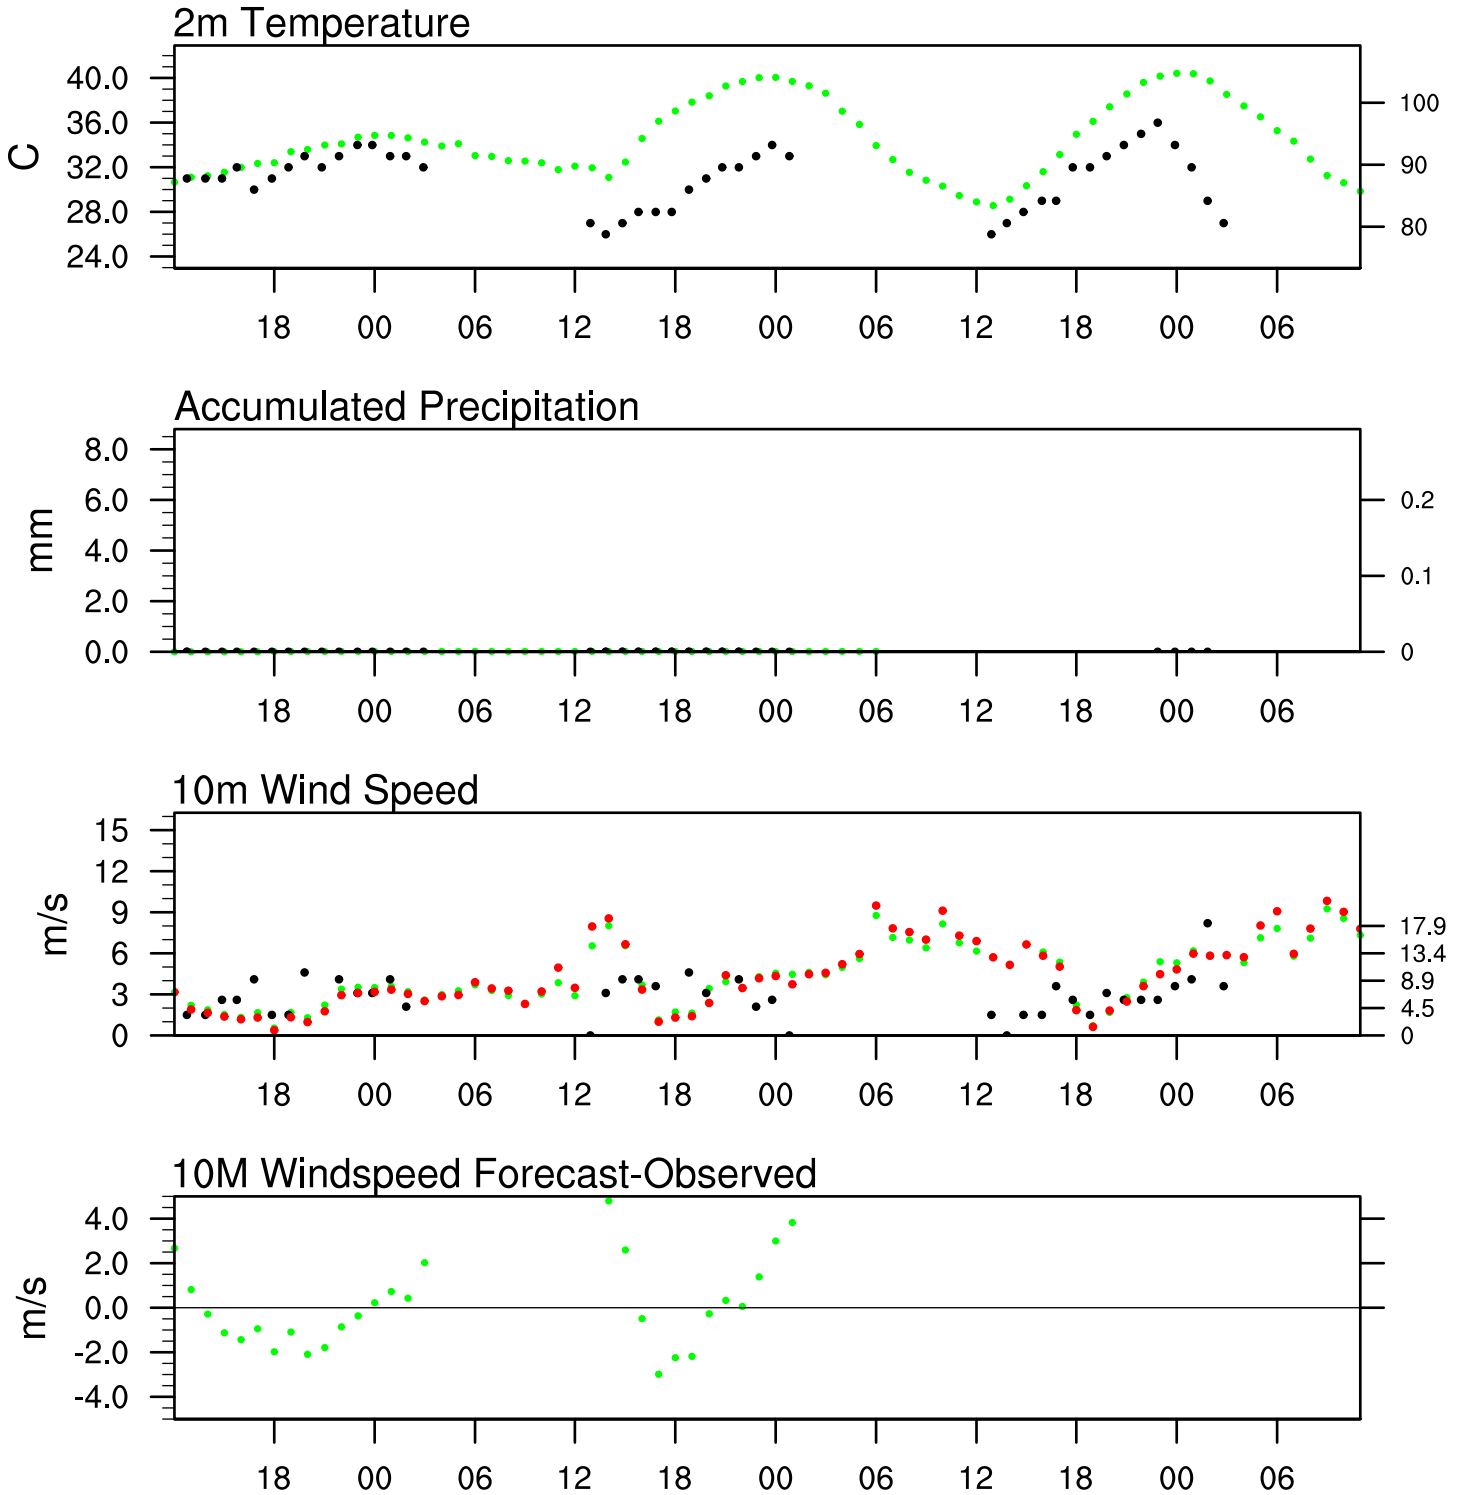 2m Temperature
40.0
36.0
32.0
28.0
24.0
C
100
90
80
18 00 06 12 18 00 06 12 18 00 06
Accumulated Precipitation
8.0
6.0
4.0
2.0
0.0
mm
0.2
0.1
0
18 00 06 12 18 00 06 12 18 00 06
10m Wind Speed
15
12
9
6
3
0
m/s
17.9
13.4
8.9
4.5
0
18 00 06 12 18 00 06 12 18 00 06
10M Windspeed Forecast-Observed
4.0
2.0
0.0
-2.0
-4.0
m/s
18 00 06 12 18 00 06 12 18 00 06